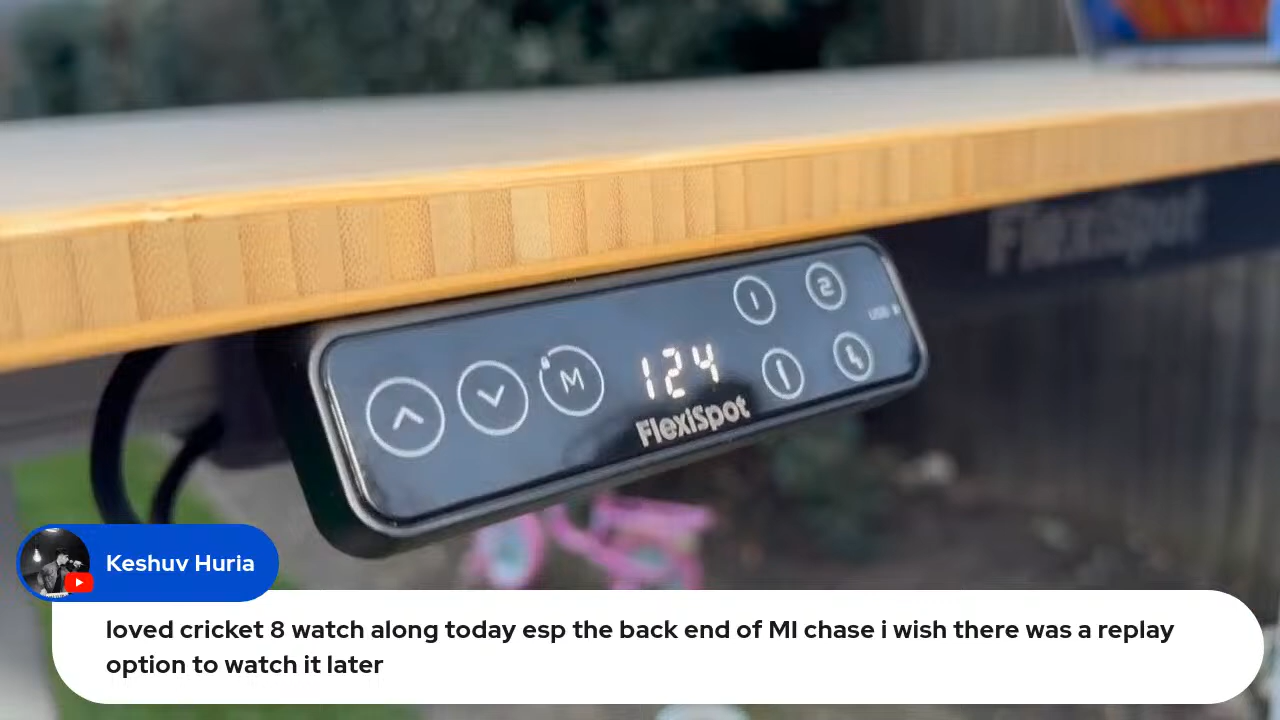 FlexiSpot
1
2
M
124
FlexiSpot
Keshuv Huria
loved cricket 8 watch along today esp the back end of MI chase i wish there was a replay
option to watch it later